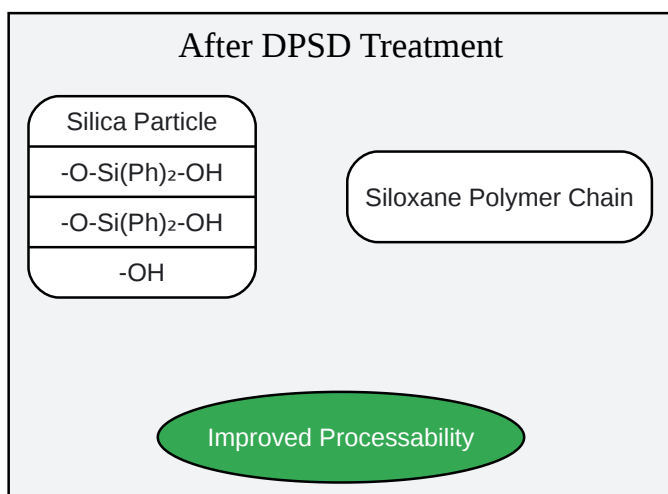 After DPSD Treatment
Silica Particle
-O-Si(Ph)₂-OH
-O-Si(Ph)₂-OH
-OH
Siloxane Polymer Chain
Improved Processability